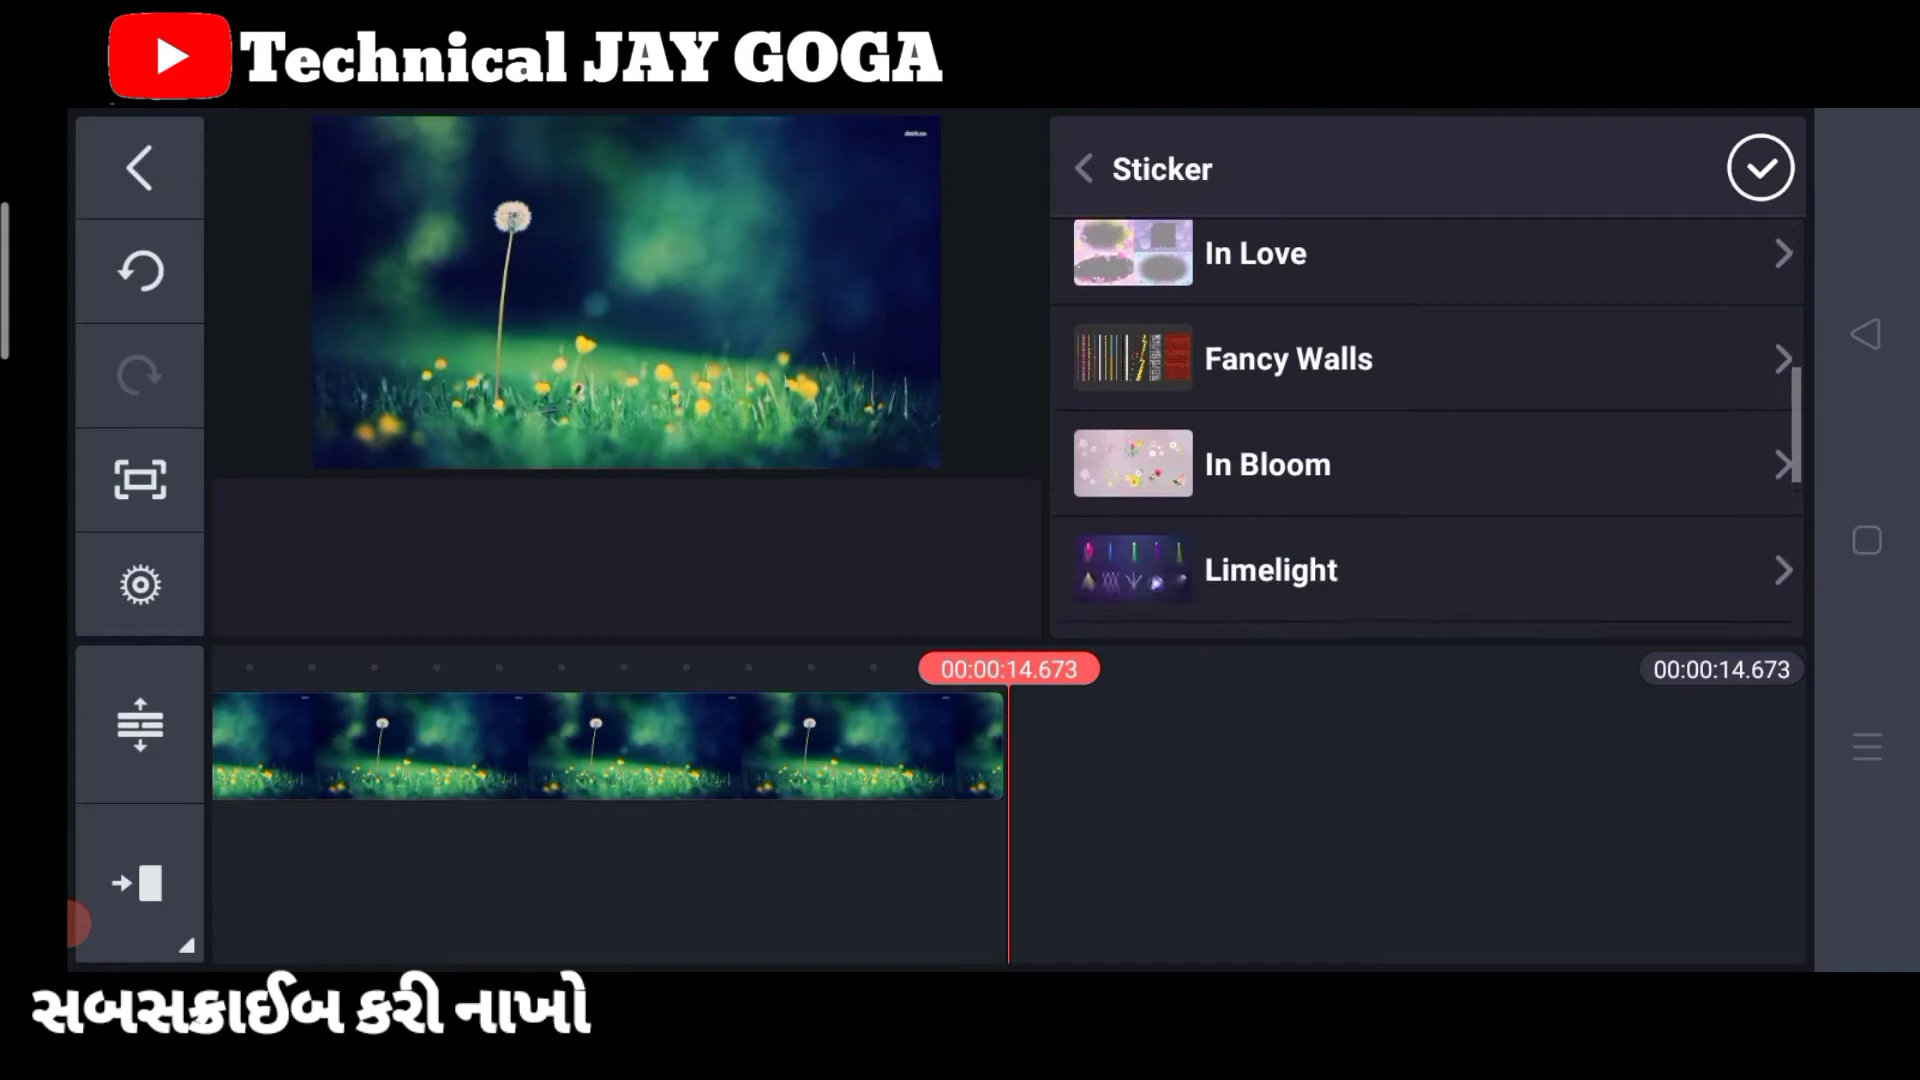 Technical JAY GOGA
Sticker
In Love
Fancy Walls
In Bloom
Limelight
00:00:14.673
00:00:14.673
સબસક્રાઈબ કરી નાખો